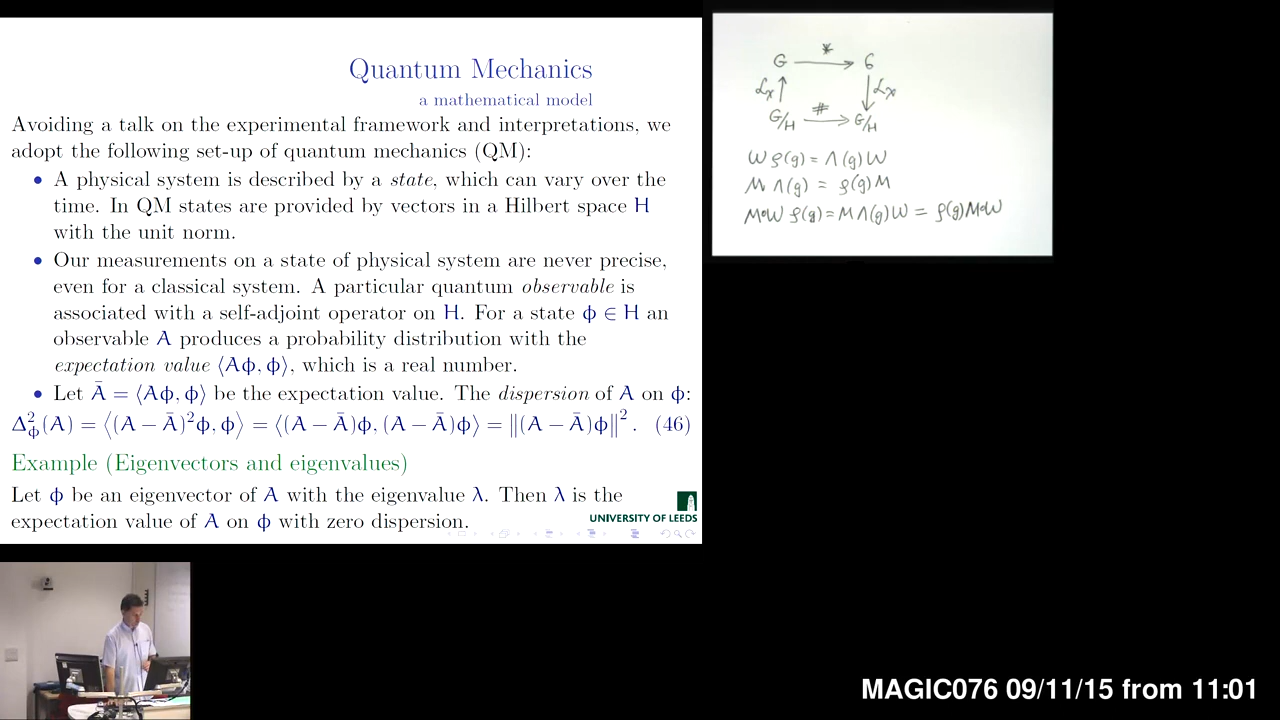 Quantum Mechanics
a mathematical model
Avoiding a talk on the experimental framework and interpretations, we
adopt the following set-up of quantum mechanics (QM):
• A physical system is described by a state, which can vary over the
time. In QM states are provided by vectors in a Hilbert space H
with the unit norm.
• Our measurements on a state of physical system are never precise,
even for a classical system. A particular quantum observable is
associated with a self-adjoint operator on H. For a state ϕ ∈ H an
observable A produces a probability distribution with the
expectation value ⟨Aϕ, ϕ⟩, which is a real number.
• Let Ā = ⟨Aϕ, ϕ⟩ be the expectation value. The dispersion of A on ϕ:
Δ²ϕ(A) = ⟨(A − Ā)²ϕ, ϕ⟩ = ⟨(A − Ā)ϕ, (A − Ā)ϕ⟩ = ‖(A − Ā)ϕ‖². (46)
Example (Eigenvectors and eigenvalues)
Let ϕ be an eigenvector of A with the eigenvalue λ. Then λ is the
expectation value of A on ϕ with zero dispersion.
UNIVERSITY OF LEEDS
G → * G
ℒχ ↑ ↓ ℒχ
G/H → # G/H
W ρ(g) = Λ(g) W
M Λ(g) = ρ(g) M
M∘W ρ(g) = M Λ(g) W = ρ(g) M∘W
MAGIC076 09/11/15 from 11:01